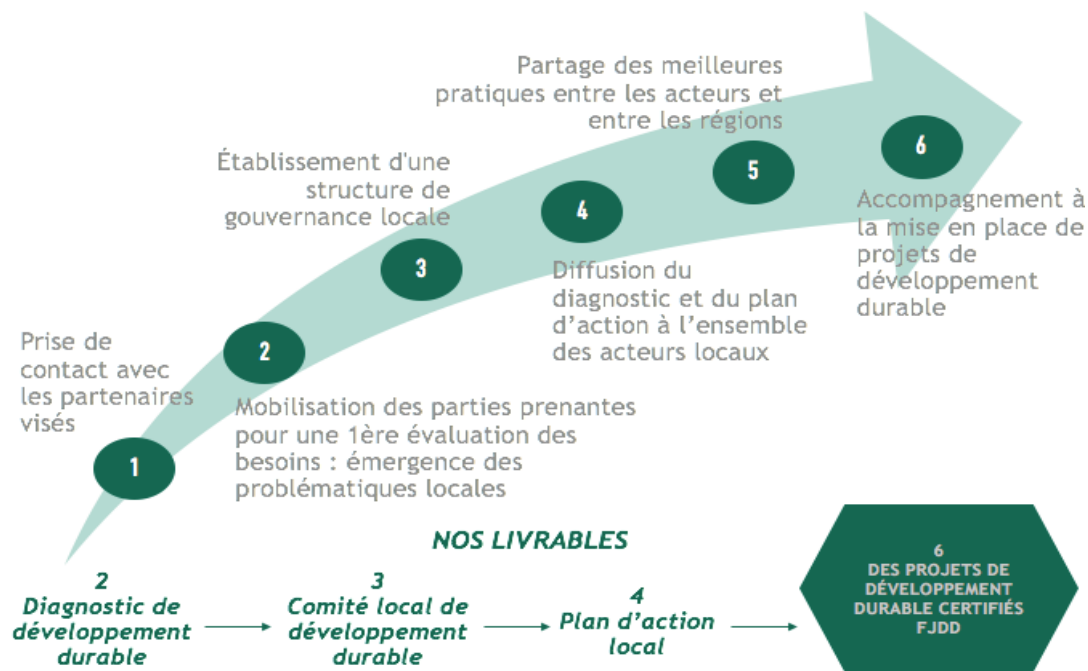 Prise de
contact avec
les partenaires
visés
1
2
Mobilisation des parties prenantes
pour une 1ère évaluation des
besoins : émergence des
problématiques locales
Établissement d'une
structure de
gouvernance locale
3
4
Diffusion du
diagnostic et du plan
d’action à l’ensemble
des acteurs locaux
Partage des meilleures
pratiques entre les acteurs et
entre les régions
5
6
Accompagnement à
la mise en place de
projets de
développement
durable
NOS LIVRABLES
2
Diagnostic de
développement
durable
3
Comité local de
développement
durable
4
Plan d’action
local
6
DES PROJETS DE
DÉVELOPPEMENT
DURABLE CERTIFIÉS
FJDD